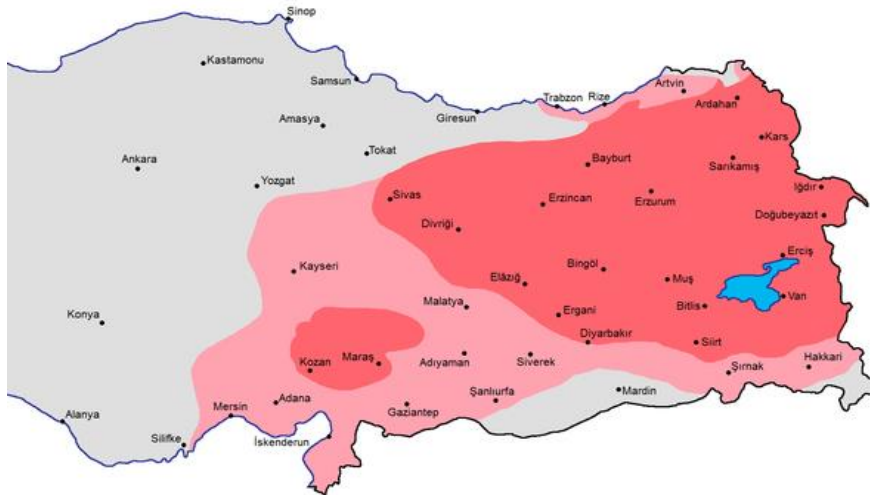 Sinop
Kastamonu
Samsun
Artvin
Trabzon
Rize
Ardahan
Giresun
Amasya
Kars
Tokat
Ankara
Bayburt
Sarıkamış
Yozgat
Iğdır
Sivas
Erzincan
Erzurum
Doğubeyazıt
Divriği
Erciş
Kayseri
Elâzığ
Bingöl
Muş
Malatya
Van
Bitlis
Konya
Ergani
Diyarbakır
Siirt
Kozan
Maraş
Adıyaman
Siverek
Hakkari
Şırnak
Mardin
Şanlıurfa
Adana
Mersin
Gaziantep
Alanya
Silifke
İskenderun